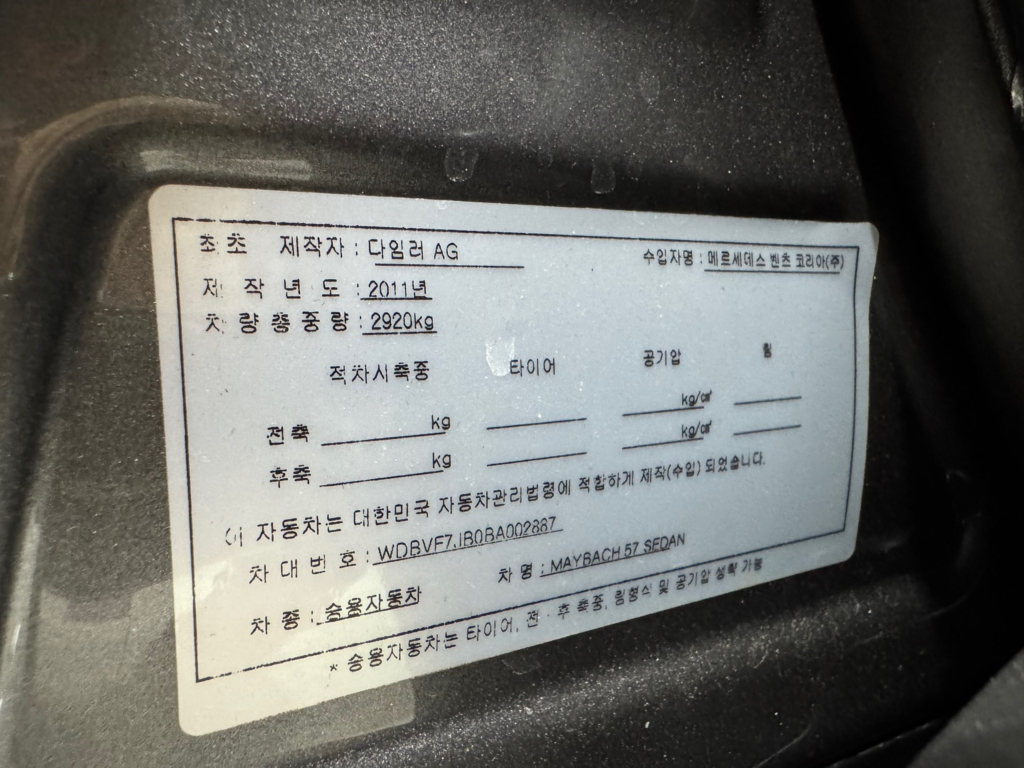 최초 제작자 : 다임러 AG 수입자명 : 메르세데스 벤츠 코리아(주)
제 작 년 도 : 2011년
차 량 총 중 량 : 2920kg
적차시축중 타이어 공기압 림
전축 kg kg/㎠
후축 kg kg/㎠
이 자동차는 대한민국 자동차관리법령에 적합하게 제작(수입) 되었습니다.
차 대 번 호 : WDBVF7JB0BA002887 차 명 : MAYBACH 57 SEDAN
차 종 : 승용자동차
* 승용자동차는 타이어, 전 · 후 축중, 림형식 및 공기압 생략 가능